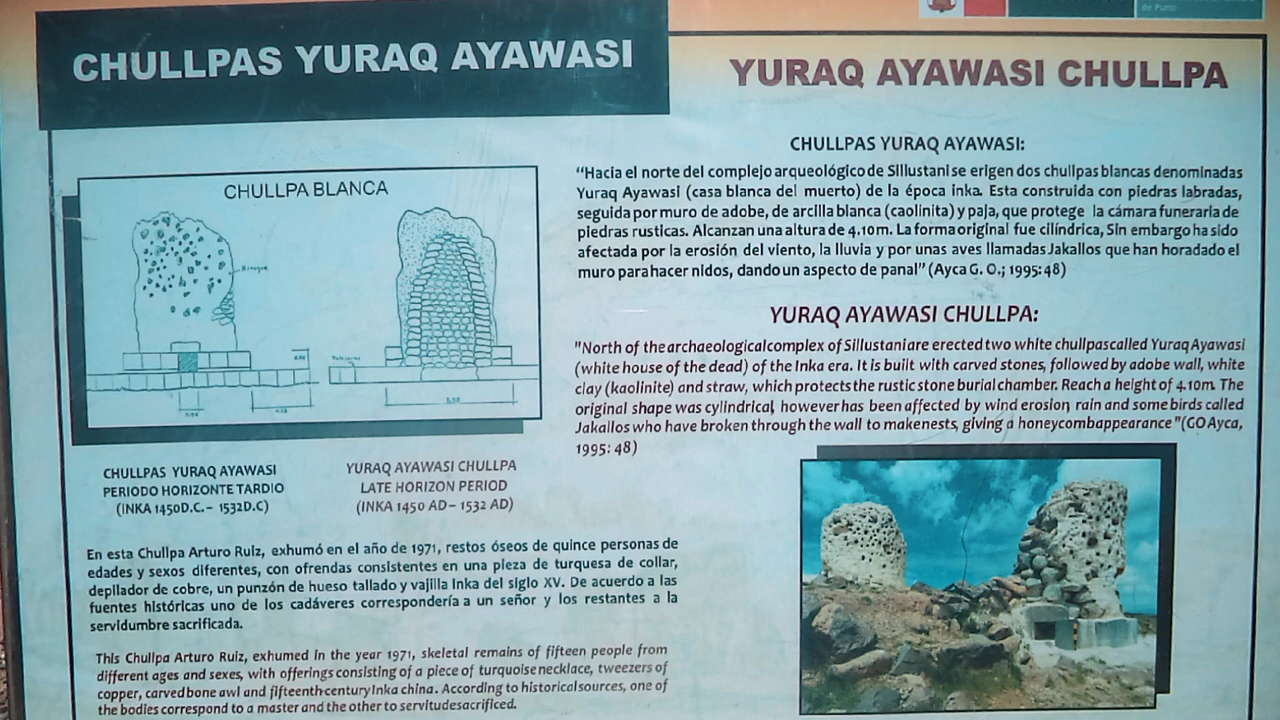 de Puno
CHULLPAS YURAQ AYAWASI
YURAQ AYAWASI CHULLPA
CHULLPA BLANCA
CHULLPAS YURAQ AYAWASI
PERIODO HORIZONTE TARDIO
(INKA 1450D.C.– 1532D.C)
YURAQ AYAWASI CHULLPA
LATE HORIZON PERIOD
(INKA 1450 AD – 1532 AD)
En esta Chullpa Arturo Ruiz, exhumó en el año de 1971, restos óseos de quince personas de
edades y sexos diferentes, con ofrendas consistentes en una pieza de turquesa de collar,
depilador de cobre, un punzón de hueso tallado y vajilla Inka del siglo XV. De acuerdo a las
fuentes históricas uno de los cadáveres correspondería a un señor y los restantes a la
servidumbre sacrificada.
This Chullpa Arturo Ruiz, exhumed in the year 1971, skeletal remains of fifteen people from
different ages and sexes, with offerings consisting of a piece of turquoise necklace, tweezers of
copper, carved bone awl and fifteenth century Inka china. According to historical sources, one of
the bodies correspond to a master and the other to servitude sacrificed.
CHULLPAS YURAQ AYAWASI:
“Hacia el norte del complejo arqueológico de Sillustani se erigen dos chullpas blancas denominadas
Yuraq Ayawasi (casa blanca del muerto) de la época inka. Esta construida con piedras labradas,
seguida por muro de adobe, de arcilla blanca (caolinita) y paja, que protege la cámara funeraria de
piedras rusticas. Alcanzan una altura de 4.10m. La forma original fue cilíndrica, Sin embargo ha sido
afectada por la erosión del viento, la lluvia y por unas aves llamadas Jakallos que han horadado el
muro para hacer nidos, dando un aspecto de panal” (Ayca G. O.; 1995: 48)
YURAQ AYAWASI CHULLPA:
"North of the archaeological complex of Sillustani are erected two white chullpas called Yuraq Ayawasi
(white house of the dead) of the Inka era. It is built with carved stones, followed by adobe wall, white
clay (kaolinite) and straw, which protects the rustic stone burial chamber. Reach a height of 4.10m. The
original shape was cylindrical, however has been affected by wind erosion, rain and some birds called
Jakallos who have broken through the wall to make nests, giving a honeycomb appearance "(GO Ayca,
1995: 48)